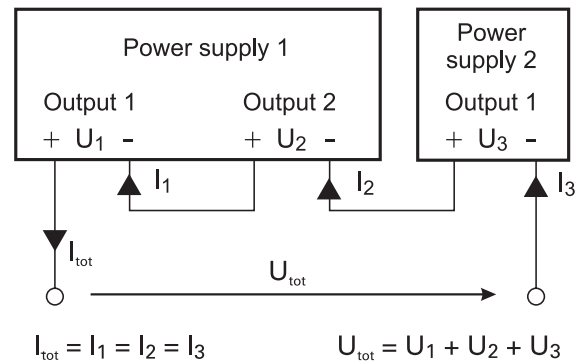 Power supply 1
Power
supply 2
Output 1
Output 2
Output 1
+ U₁ -
+ U₂ -
+ U₃ -
I₁
I₂
I₃
Iₜₒₜ
Uₜₒₜ
Iₜₒₜ = I₁ = I₂ = I₃
Uₜₒₜ = U₁ + U₂ + U₃